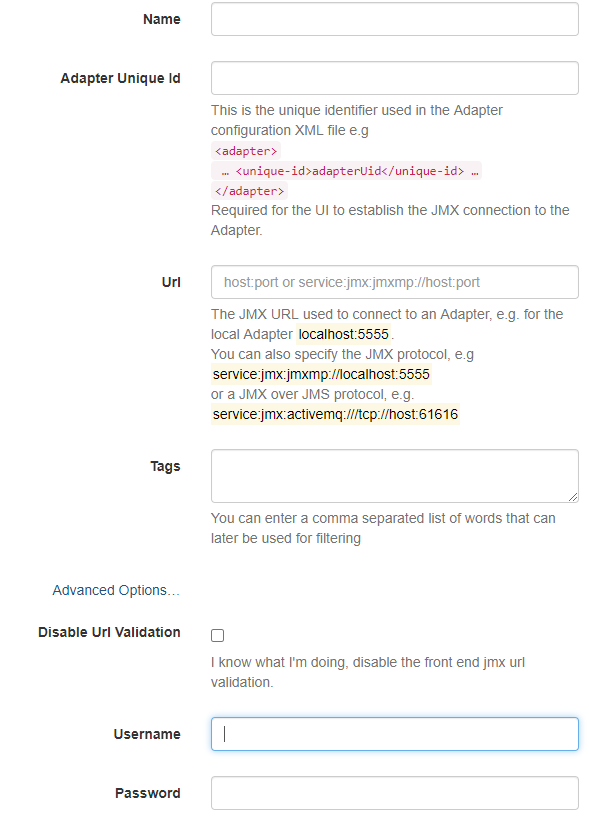 Name
Adapter Unique Id
This is the unique identifier used in the Adapter
configuration XML file e.g
<adapter>
… <unique-id>adapterUid</unique-id> …
</adapter>
Required for the UI to establish the JMX connection to the
Adapter.
Url
host:port or service:jmx:jmxmp://host:port
The JMX URL used to connect to an Adapter, e.g. for the
local Adapter localhost:5555.
You can also specify the JMX protocol, e.g
service:jmx:jmxmp://localhost:5555
or a JMX over JMS protocol, e.g.
service:jmx:activemq:///tcp://host:61616
Tags
You can enter a comma separated list of words that can
later be used for filtering
Advanced Options…
Disable Url Validation
I know what I'm doing, disable the front end jmx url
validation.
Username
Password